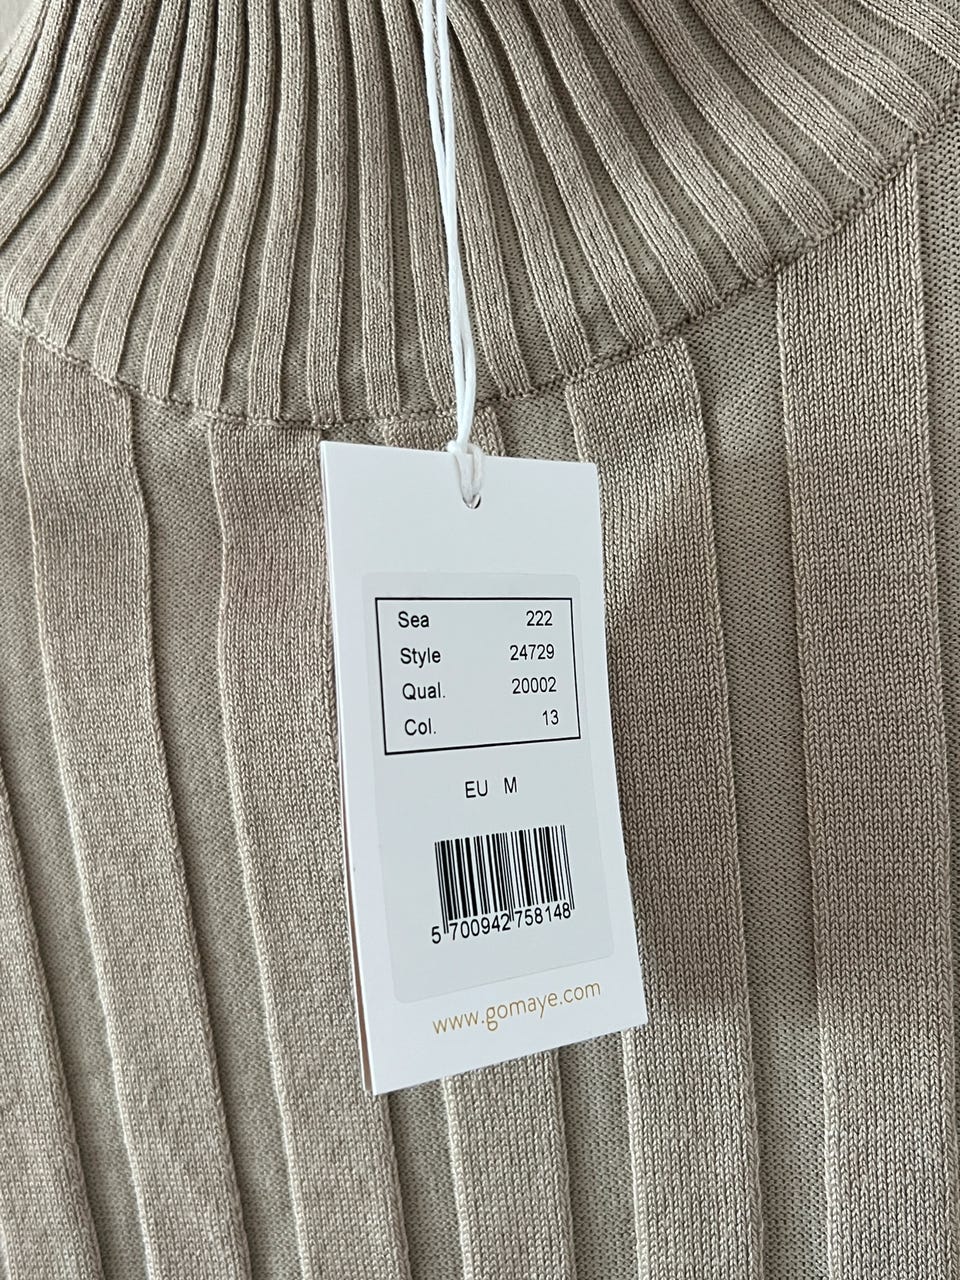 Sea 222
Style 24729
Qual. 20002
Col. 13
EU M
5 700942 758148
www.gomaye.com